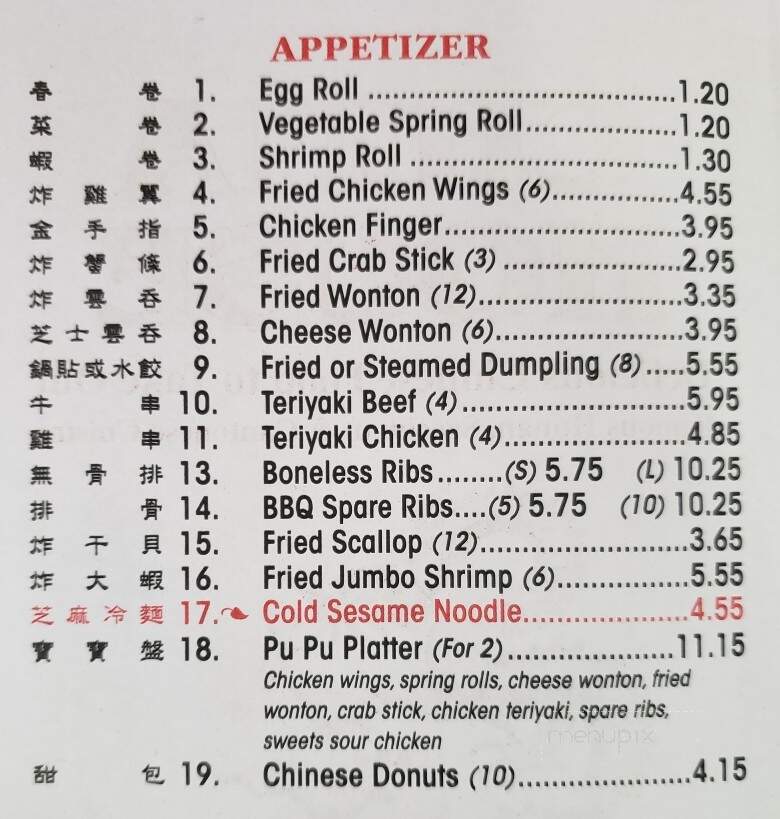 APPETIZER
春 卷 1. Egg Roll ......................................1.20
菜 卷 2. Vegetable Spring Roll...................1.20
蝦 卷 3. Shrimp Roll .................................1.30
炸 雞 翼 4. Fried Chicken Wings (6)................4.55
金 手 指 5. Chicken Finger.............................3.95
炸 蟹 條 6. Fried Crab Stick (3) ......................2.95
炸 雲 吞 7. Fried Wonton (12).........................3.35
芝 士 雲 吞 8. Cheese Wonton (6).......................3.95
鍋貼或水餃 9. Fried or Steamed Dumpling (8).....5.55
牛 串 10. Teriyaki Beef (4) ...........................5.95
雞 串 11. Teriyaki Chicken (4)......................4.85
無 骨 排 13. Boneless Ribs........(S) 5.75 (L) 10.25
排 骨 14. BBQ Spare Ribs....(5) 5.75 (10) 10.25
炸 干 貝 15. Fried Scallop (12).........................3.65
炸 大 蝦 16. Fried Jumbo Shrimp (6)................5.55
芝 麻 冷 麵 17. Cold Sesame Noodle....................4.55
寶 寶 盤 18. Pu Pu Platter (For 2)....................11.15
Chicken wings, spring rolls, cheese wonton, fried
wonton, crab stick, chicken teriyaki, spare ribs,
sweets sour chicken
menupix
甜 包 19. Chinese Donuts (10).....................4.15